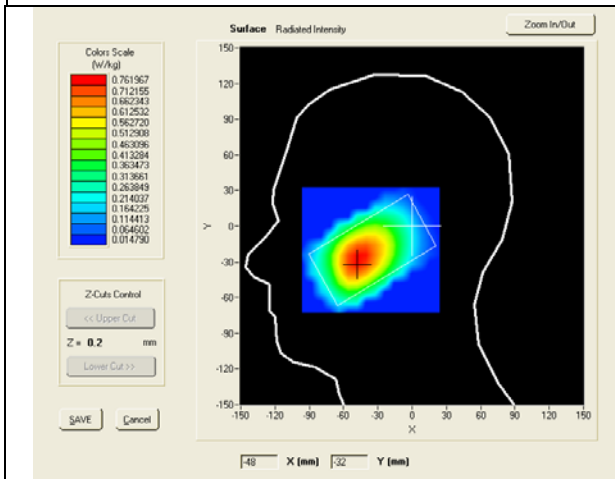 Surface Radiated Intensity
Zoom In/Out
Colors Scale
(W/kg)
0.761967
0.712155
0.662343
0.612532
0.562720
0.512908
0.463096
0.413284
0.363473
0.313661
0.263849
0.214037
0.164225
0.114413
0.064602
0.014790
Z-Cuts Control
<< Upper Cut
Z = 0.2 mm
Lower Cut >>
SAVE Cancel
150-
120-
90-
60-
30-
0-
-30-
-60-
-90-
-120-
-150-
Y
-150 -120 -90 -60 -30 0 30 60 90 120 150
X
-48 X (mm) -32 Y (mm)